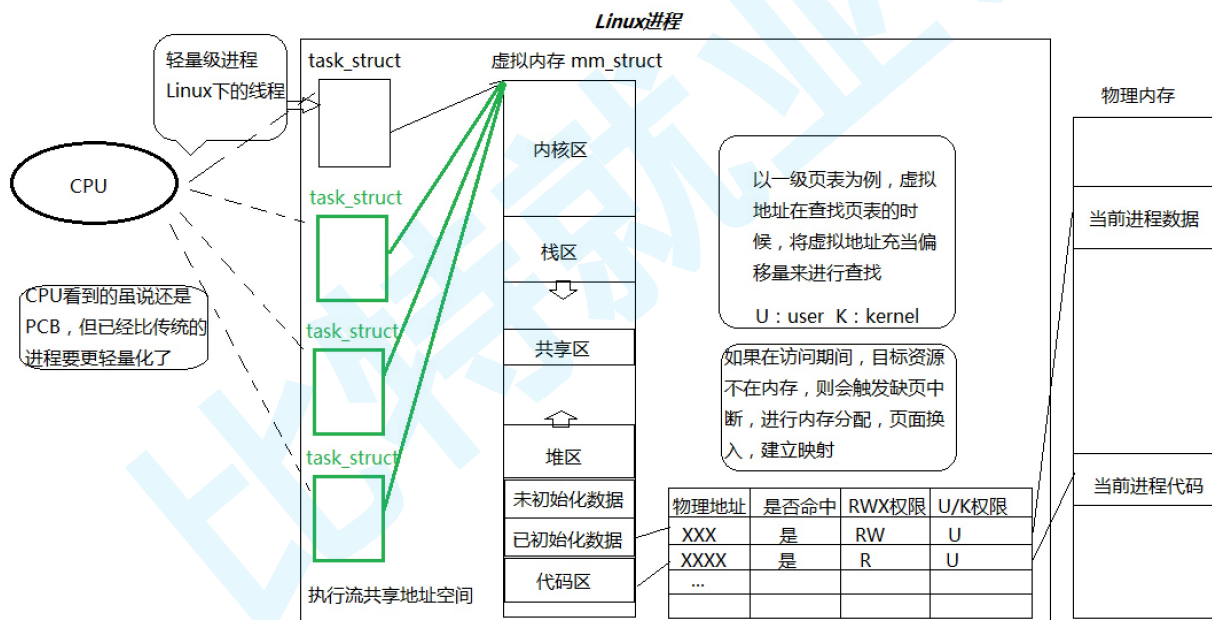 Linux进程
轻量级进程
Linux下的线程
task_struct
虚拟内存 mm_struct
物理内存
CPU
内核区
task_struct
栈区
以一级页表为例，虚拟
地址在查找页表的时
候，将虚拟地址充当偏
移量来进行查找
U：user K：kernel
当前进程数据
CPU看到的虽说还是
PCB，但已经比传统的
进程要更轻量化了
task_struct
共享区
如果在访问期间，目标资源
不在内存，则会触发缺页中
断，进行内存分配，页面换
入，建立映射
task_struct
堆区
未初始化数据
已初始化数据
代码区
物理地址 是否命中 RWX权限 U/K权限
XXX 是 RW U
XXXX 是 R U
...
当前进程代码
执行流共享地址空间
比特就业